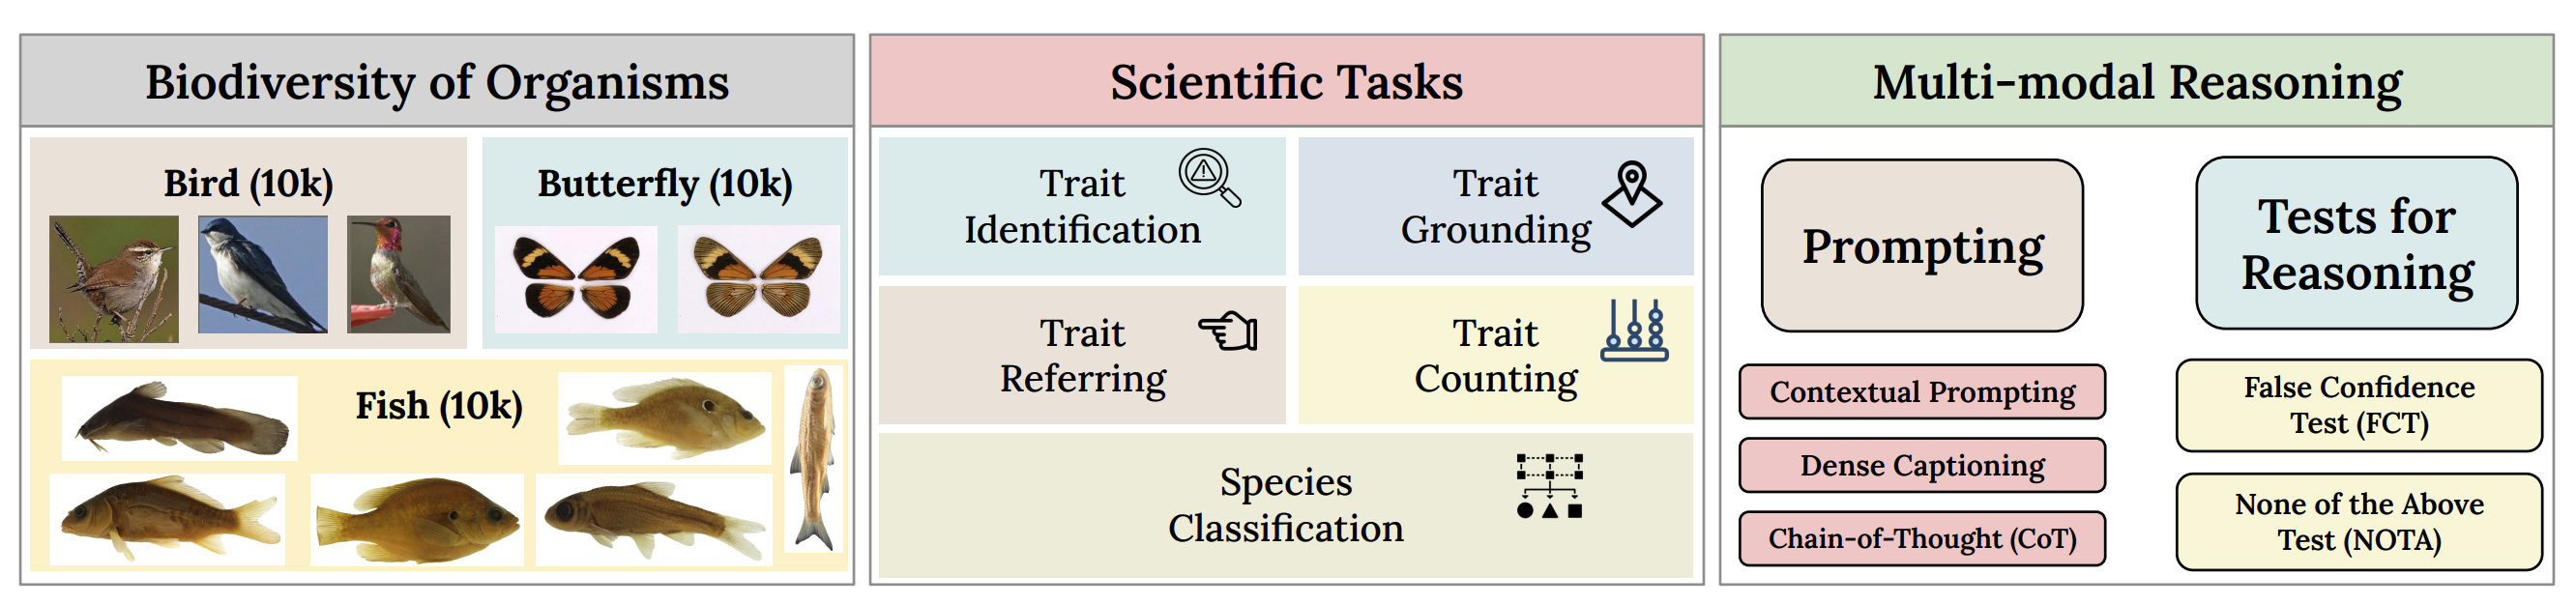 Biodiversity of Organisms
Bird (10k)
Butterfly (10k)
Fish (10k)
Scientific Tasks
Trait
Identification
Trait
Grounding
Trait
Referring
Trait
Counting
Species
Classification
Multi-modal Reasoning
Prompting
Contextual Prompting
Dense Captioning
Chain-of-Thought (CoT)
Tests for
Reasoning
False Confidence
Test (FCT)
None of the Above
Test (NOTA)